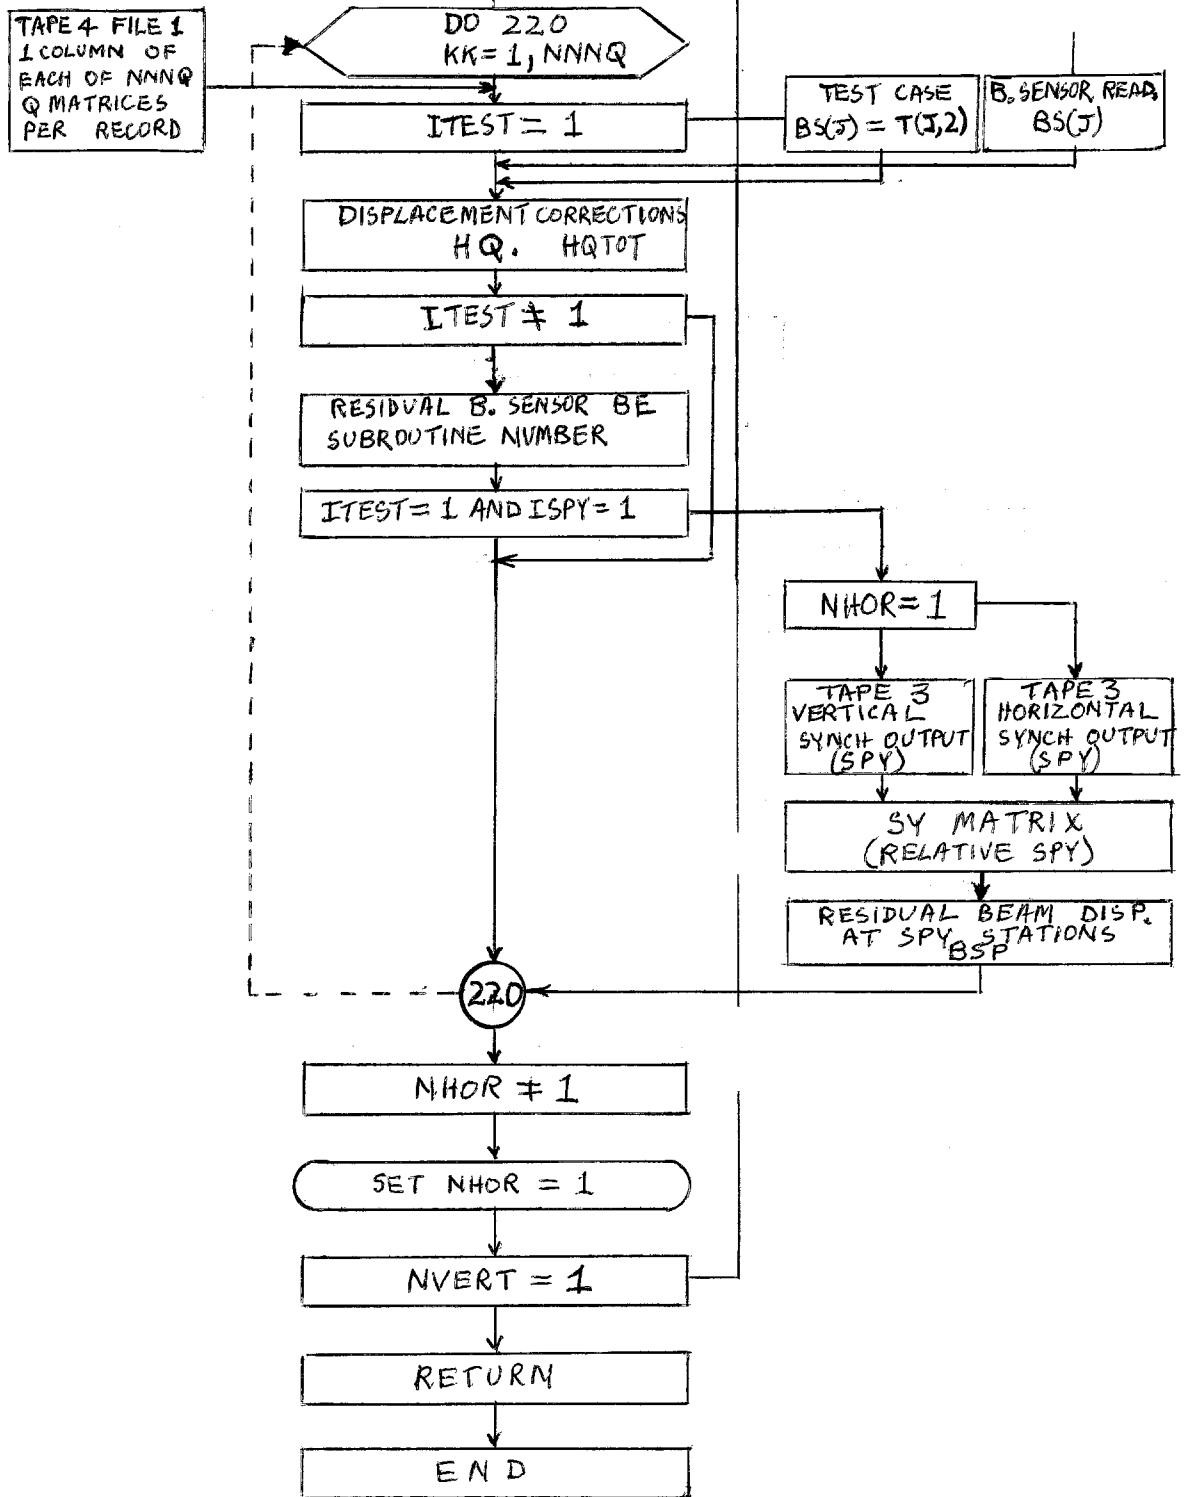 TAPE 4 FILE 1
1 COLUMN OF
EACH OF NNNQ
Q MATRICES
PER RECORD
DO 220
KK=1, NNNQ
ITEST = 1
TEST CASE
BS(J) = T(J,2)
B. SENSOR READ.
BS(J)
DISPLACEMENT CORRECTIONS
HQ. HQTOT
ITEST ≠ 1
RESIDUAL B. SENSOR BE
SUBROUTINE NUMBER
ITEST = 1 AND ISPY = 1
NHOR = 1
TAPE 3
VERTICAL
SYNCH OUTPUT
(SPY)
TAPE 3
HORIZONTAL
SYNCH OUTPUT
(SPY)
SY MATRIX
(RELATIVE SPY)
RESIDUAL BEAM DISP.
AT SPY STATIONS
BSP
220
NHOR ≠ 1
SET NHOR = 1
NVERT = 1
RETURN
END